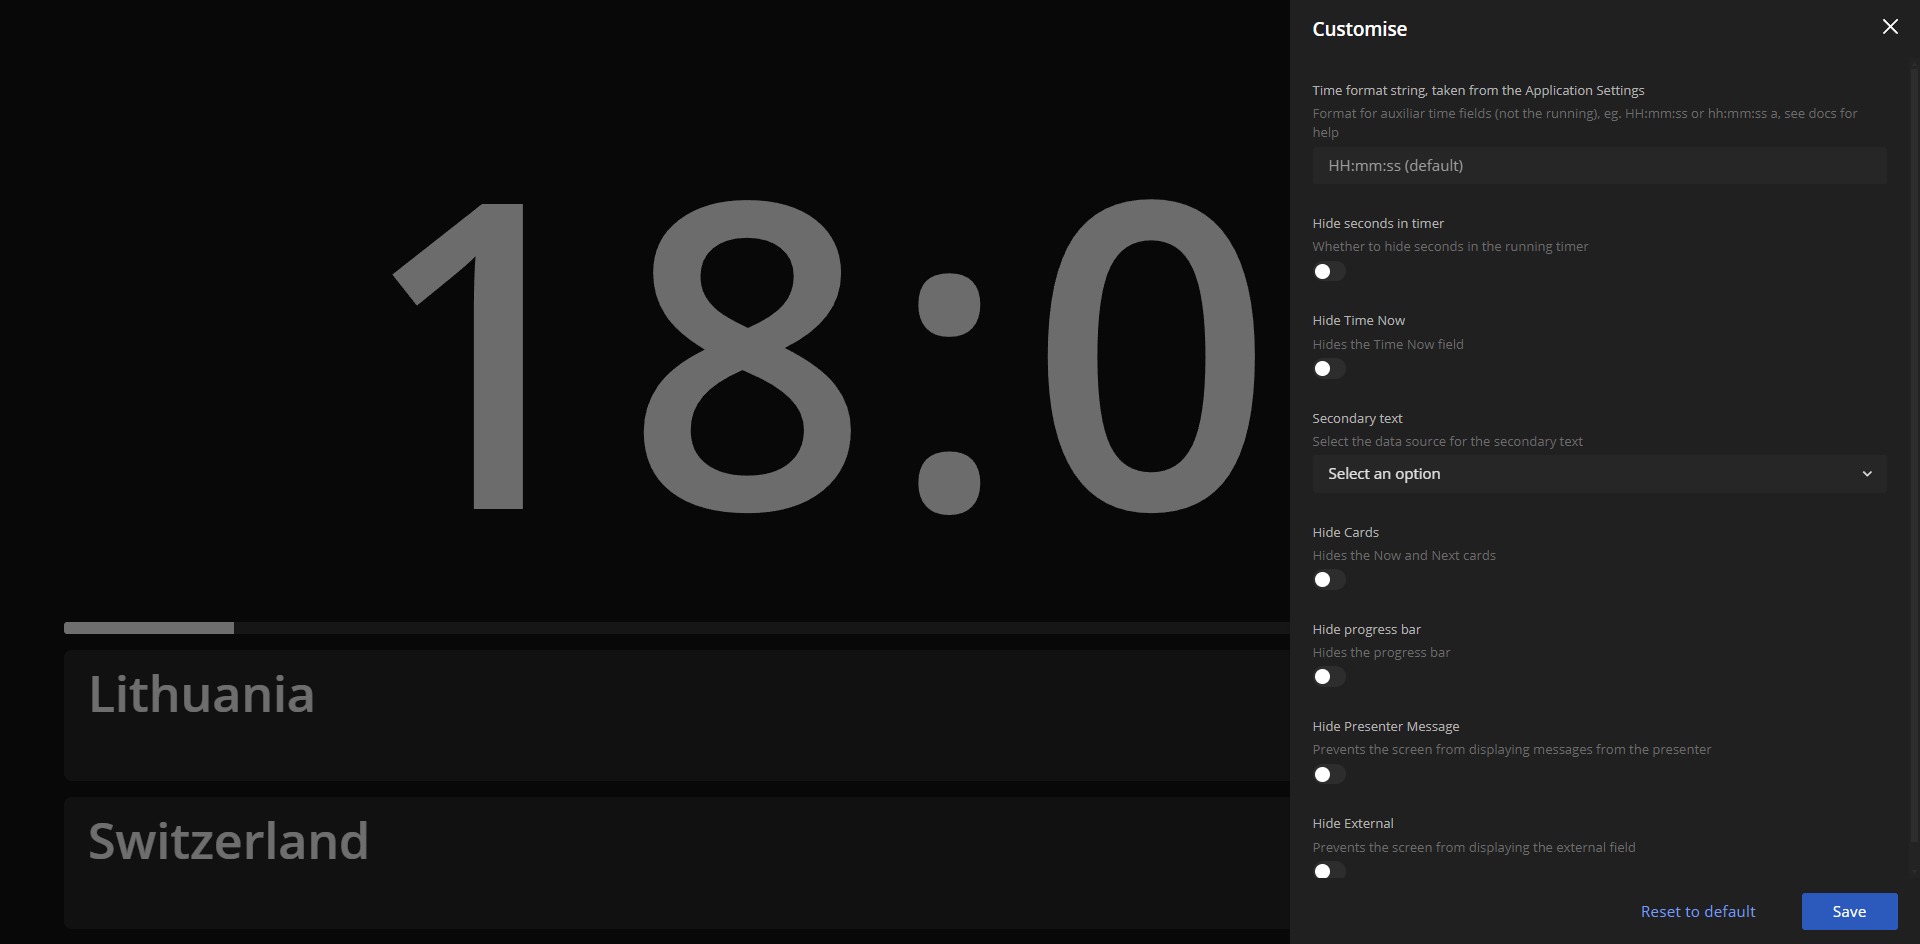 18:0
Lithuania
Switzerland
Customise
Time format string, taken from the Application Settings
Format for auxiliar time fields (not the running), eg. HH:mm:ss or hh:mm:ss a, see docs for
help
HH:mm:ss (default)
Hide seconds in timer
Whether to hide seconds in the running timer
Hide Time Now
Hides the Time Now field
Secondary text
Select the data source for the secondary text
Select an option
Hide Cards
Hides the Now and Next cards
Hide progress bar
Hides the progress bar
Hide Presenter Message
Prevents the screen from displaying messages from the presenter
Hide External
Prevents the screen from displaying the external field
Reset to default
Save